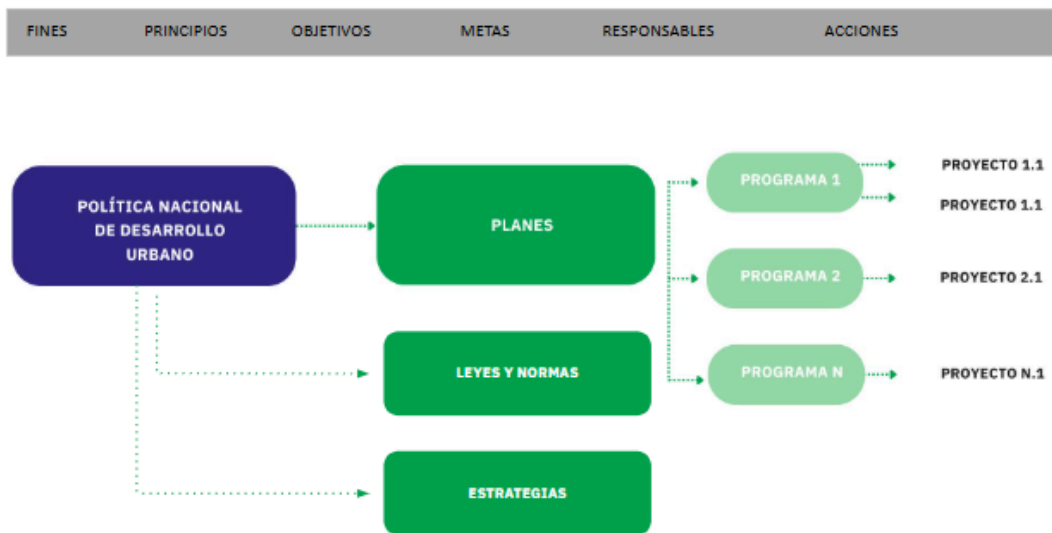 FINES PRINCIPIOS OBJETIVOS METAS RESPONSABLES ACCIONES
POLÍTICA NACIONAL
DE DESARROLLO
URBANO
PLANES
PROGRAMA 1
PROYECTO 1.1
PROYECTO 1.1
PROGRAMA 2
PROYECTO 2.1
LEYES Y NORMAS
PROGRAMA N
PROYECTO N.1
ESTRATEGIAS